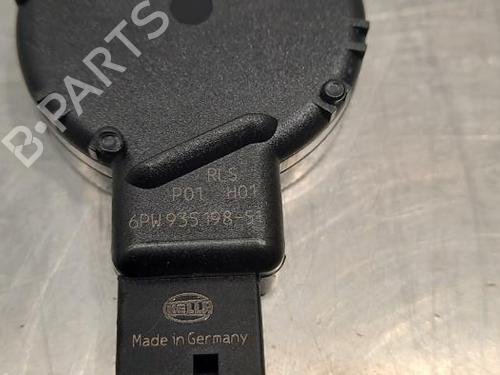 B-PARTS
RLS
P01 H01
6PW 935 198-51
HELLA
Made in Germany